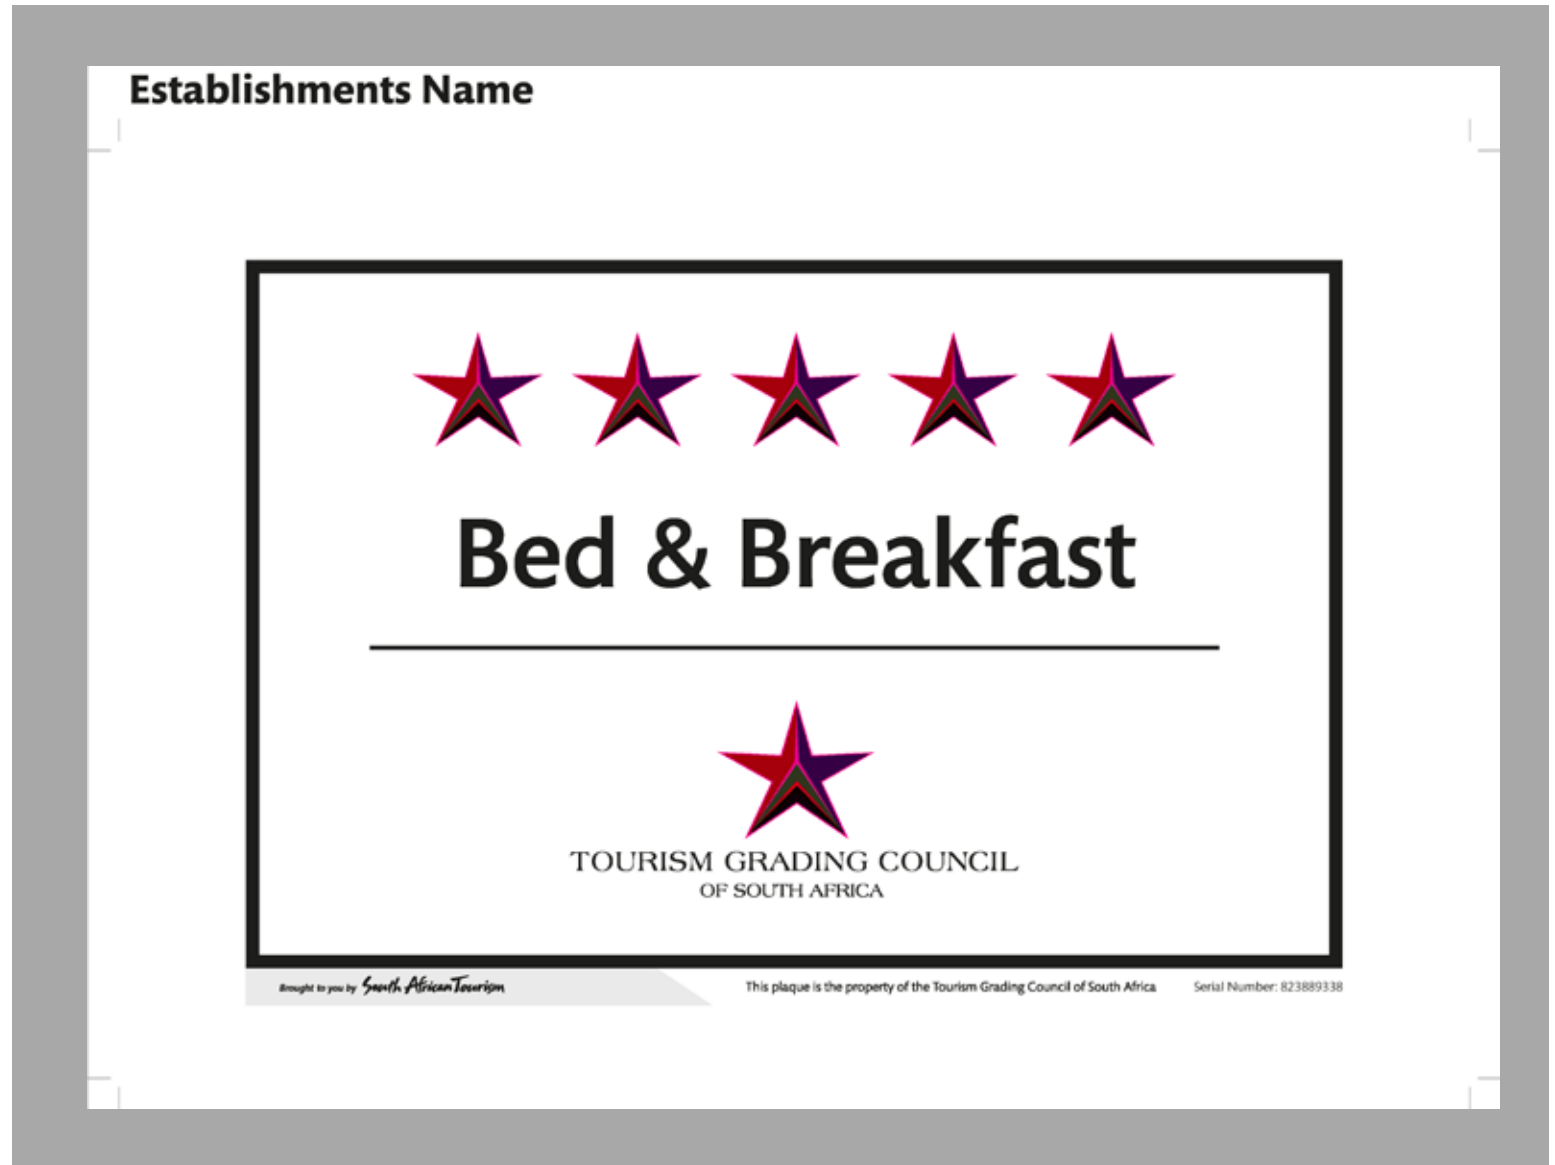 Establishments Name
Bed & Breakfast
TOURISM GRADING COUNCIL
OF SOUTH AFRICA
Brought to you by South African Tourism
This plaque is the property of the Tourism Grading Council of South Africa
Serial Number: 823889338